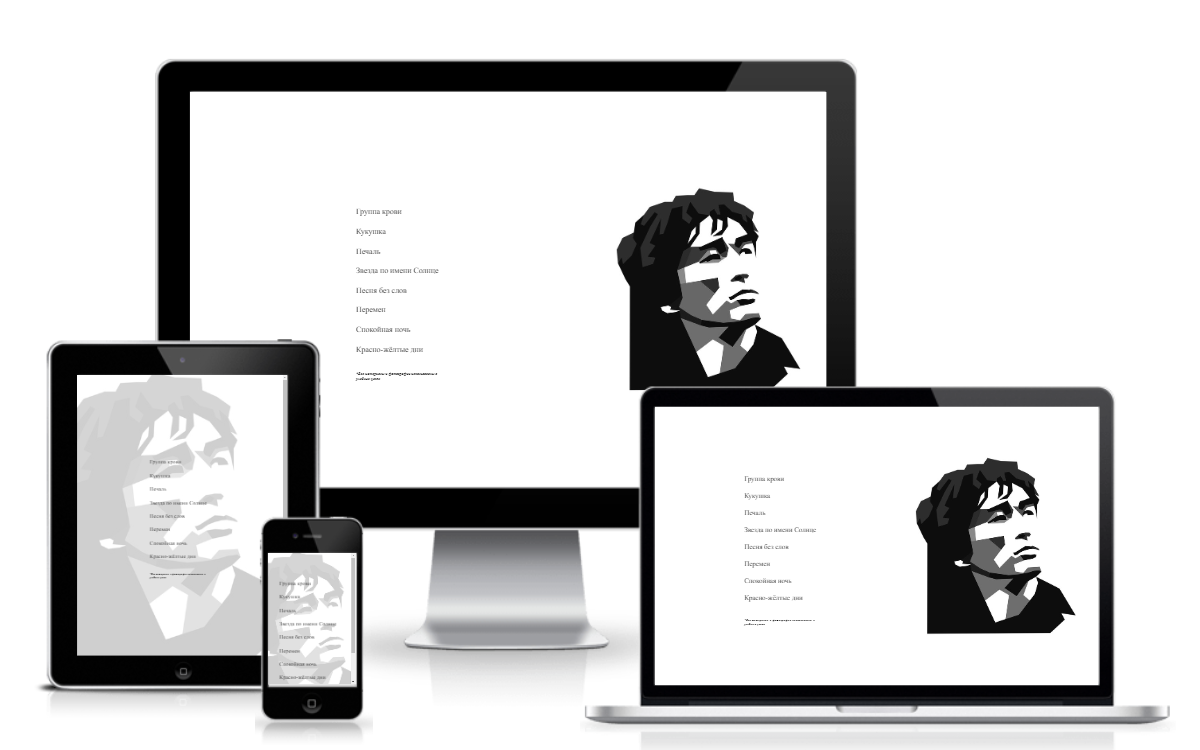 Группа крови
Кукушка
Печаль
Звезда по имени Солнце
Песня без слов
Перемен
Спокойная ночь
Красно-жёлтые дни
Группа крови
Кукушка
Печаль
Звезда по имени Солнце
Песня без слов
Перемен
Спокойная ночь
Красно-жёлтые дни
Группа крови
Кукушка
Печаль
Звезда по имени Солнце
Песня без слов
Перемен
Спокойная ночь
Красно-жёлтые дни
Группа крови
Кукушка
Печаль
Звезда по имени Солнце
Песня без слов
Перемен
Спокойная ночь
Красно-жёлтые дни